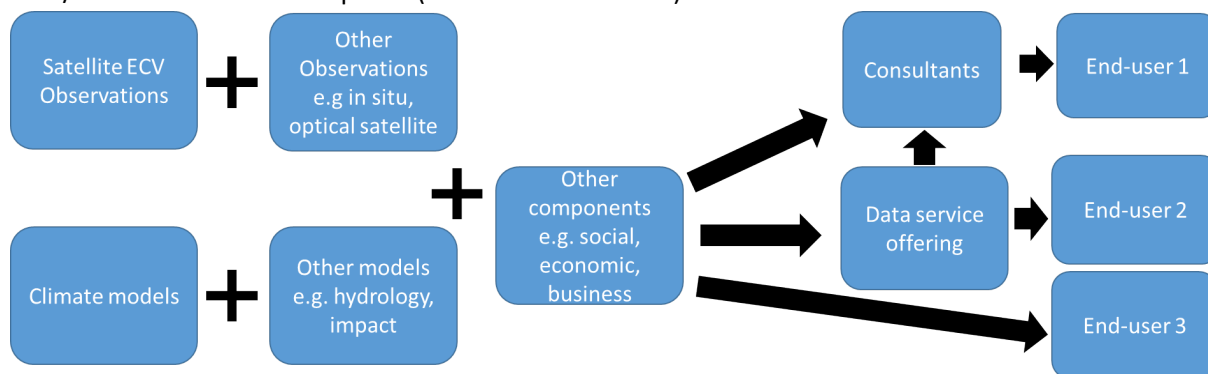 Satellite ECV
Observations
Other
Observations
e.g in situ,
optical satellite
Consultants
End-user 1
Climate models
Other models
e.g. hydrology,
impact
Other
components
e.g. social,
economic,
business
Data service
offering
End-user 2
End-user 3